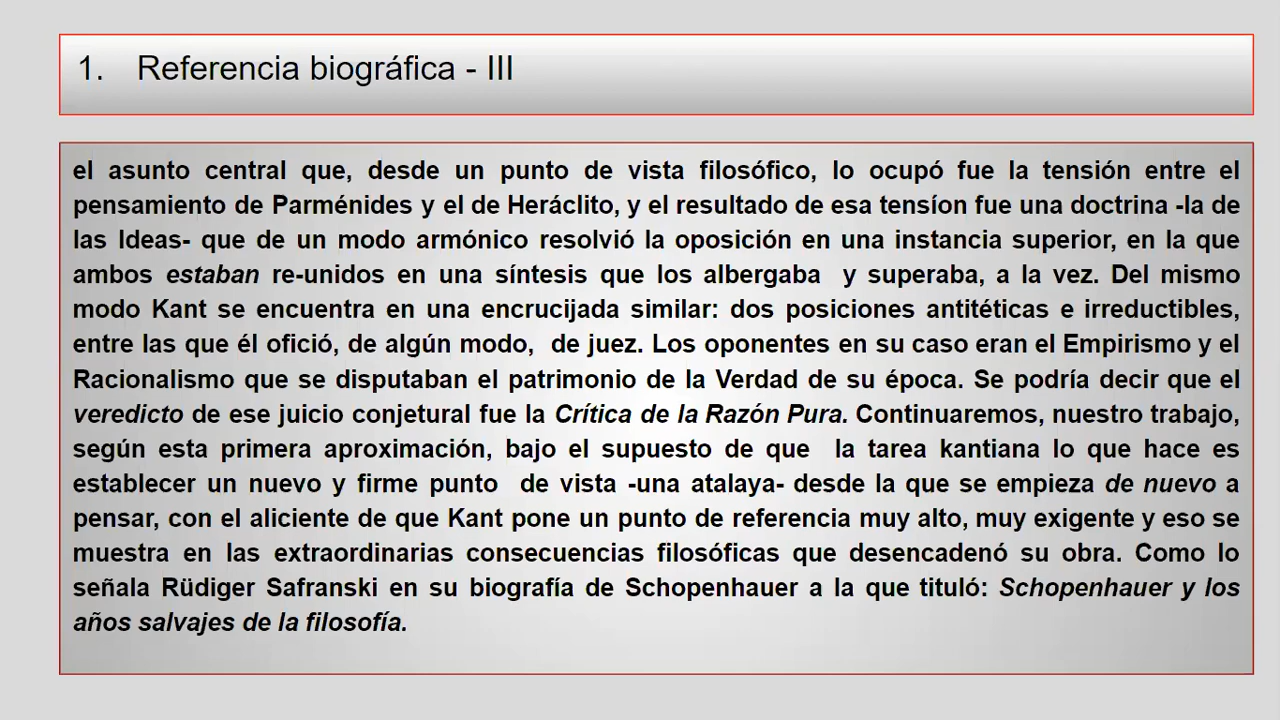 1. Referencia biográfica - III
el asunto central que, desde un punto de vista filosófico, lo ocupó fue la tensión entre el
pensamiento de Parménides y el de Heráclito, y el resultado de esa tensíon fue una doctrina -la de
las Ideas- que de un modo armónico resolvió la oposición en una instancia superior, en la que
ambos estaban re-unidos en una síntesis que los albergaba y superaba, a la vez. Del mismo
modo Kant se encuentra en una encrucijada similar: dos posiciones antitéticas e irreductibles,
entre las que él ofició, de algún modo, de juez. Los oponentes en su caso eran el Empirismo y el
Racionalismo que se disputaban el patrimonio de la Verdad de su época. Se podría decir que el
veredicto de ese juicio conjetural fue la Crítica de la Razón Pura. Continuaremos, nuestro trabajo,
según esta primera aproximación, bajo el supuesto de que la tarea kantiana lo que hace es
establecer un nuevo y firme punto de vista -una atalaya- desde la que se empieza de nuevo a
pensar, con el aliciente de que Kant pone un punto de referencia muy alto, muy exigente y eso se
muestra en las extraordinarias consecuencias filosóficas que desencadenó su obra. Como lo
señala Rüdiger Safranski en su biografía de Schopenhauer a la que tituló: Schopenhauer y los
años salvajes de la filosofía.